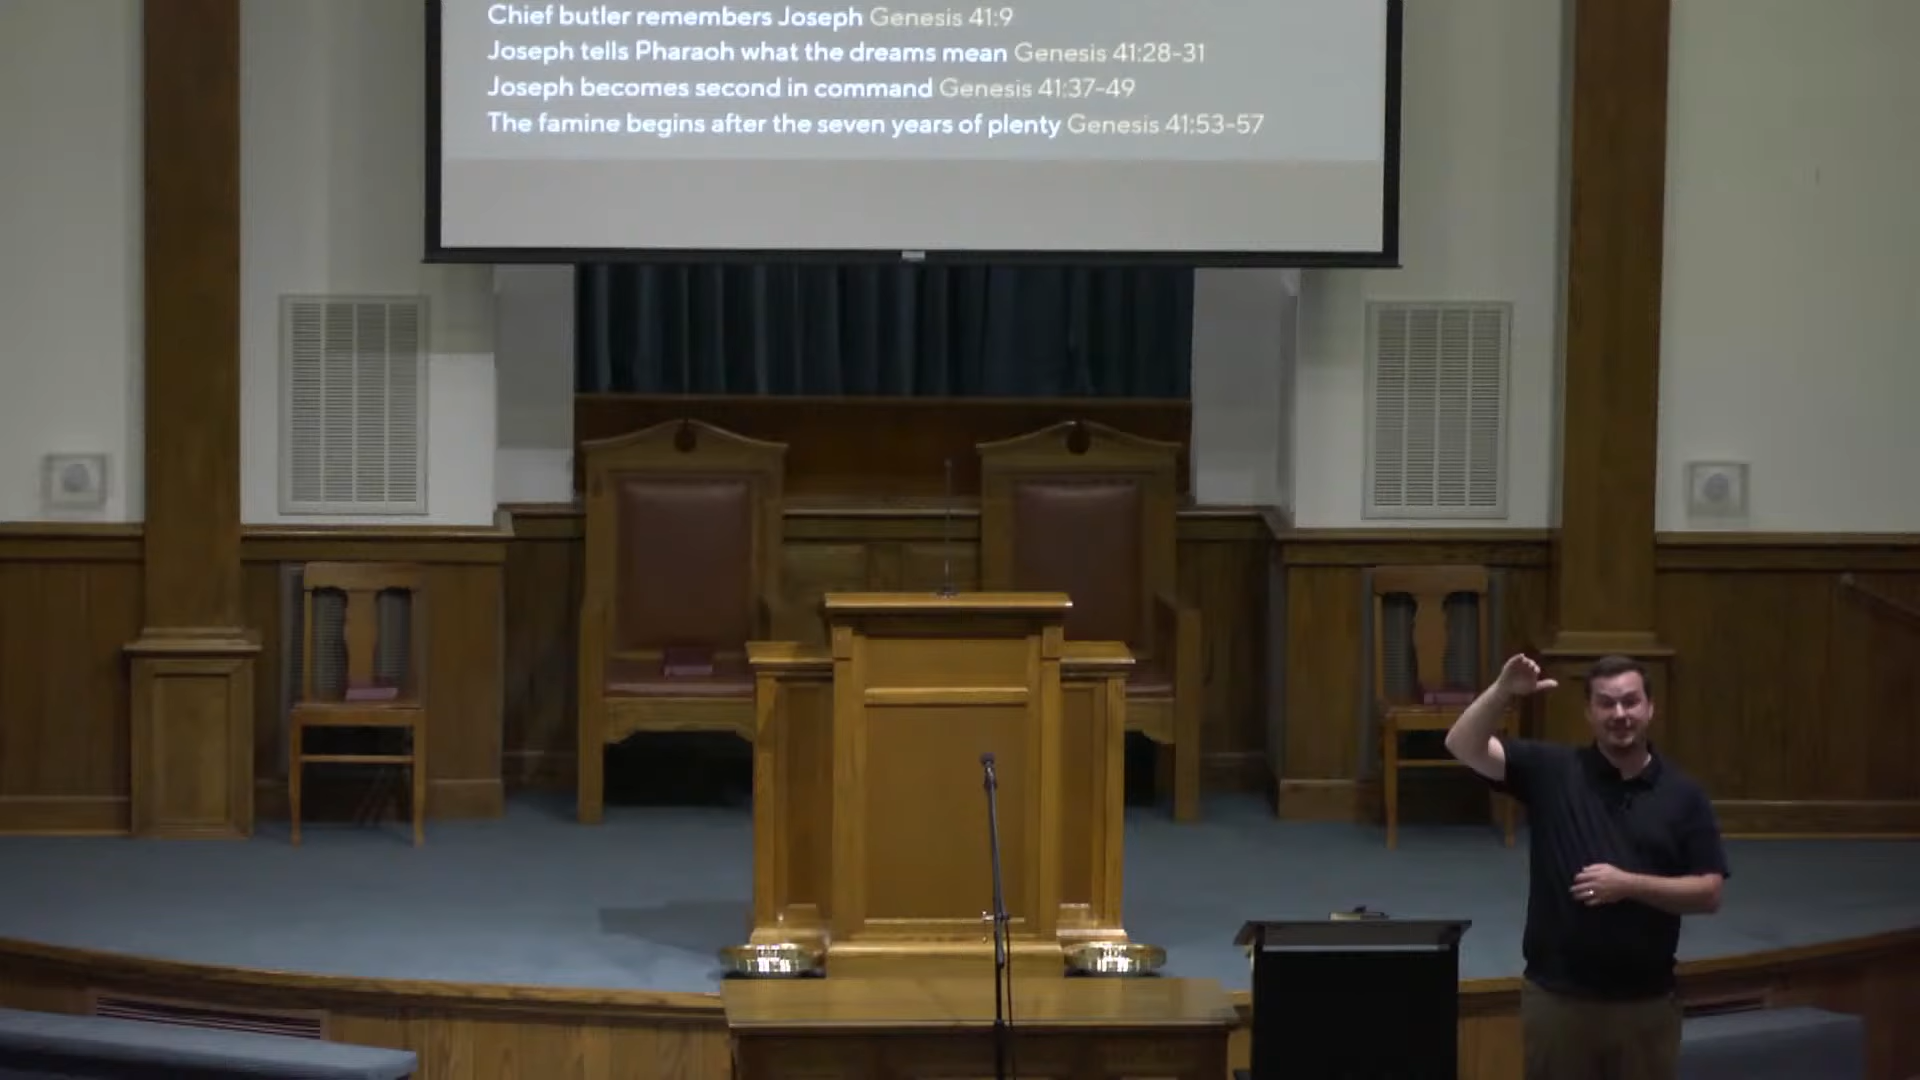 Chief butler remembers Joseph Genesis 41:9
Joseph tells Pharaoh what the dreams mean Genesis 41:28-31
Joseph becomes second in command Genesis 41:37-49
The famine begins after the seven years of plenty Genesis 41:53-57